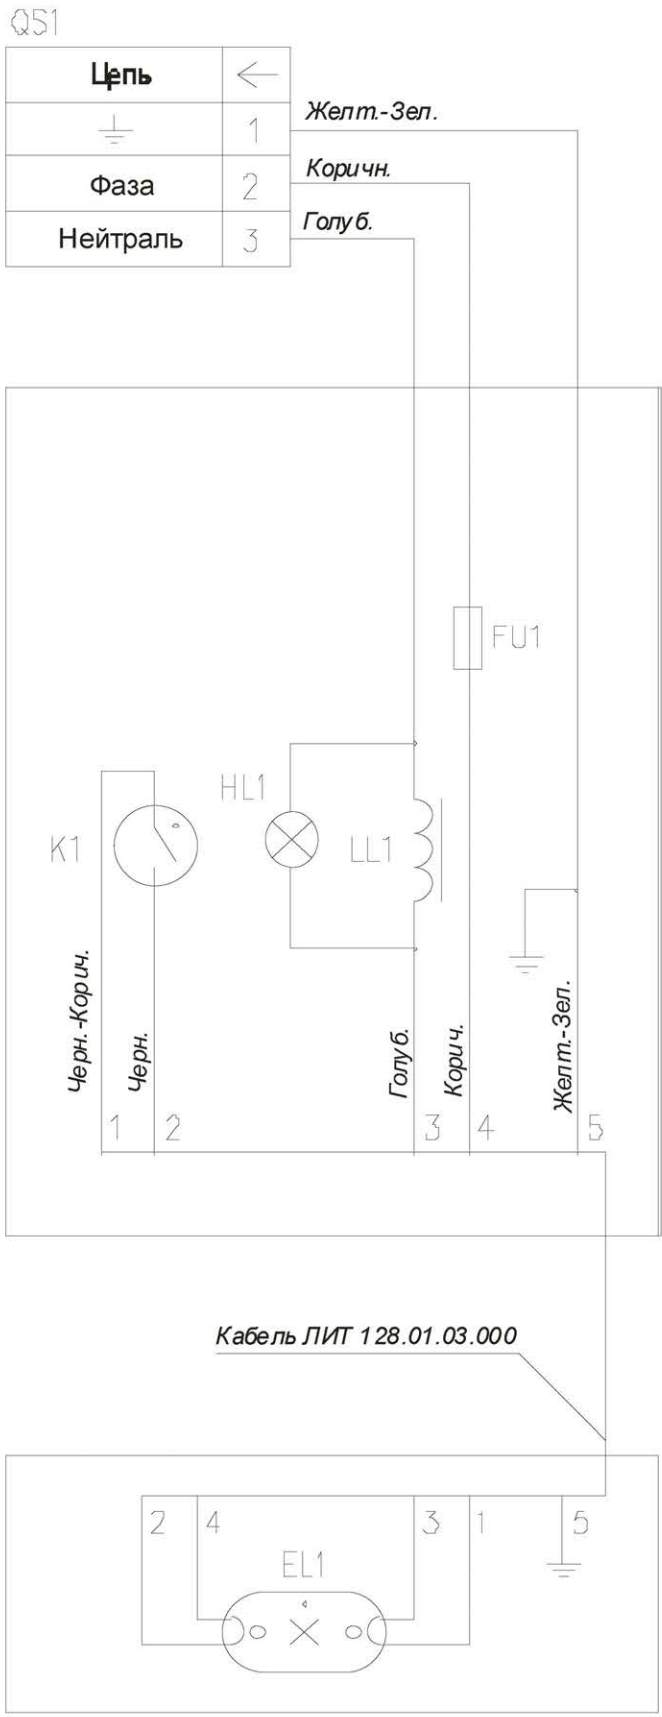 QS1
Цепь
1
Желт.-Зел.
Фаза 2
Коричн.
Нейтраль 3
Голуб.
FU1
HL1
K1
LL1
Черн.-Корич.
Черн.
Голуб.
Корич.
Желт.-Зел.
1 2 3 4 5
Кабель ЛИТ 128.01.03.000
2 4 3 1 5
EL1